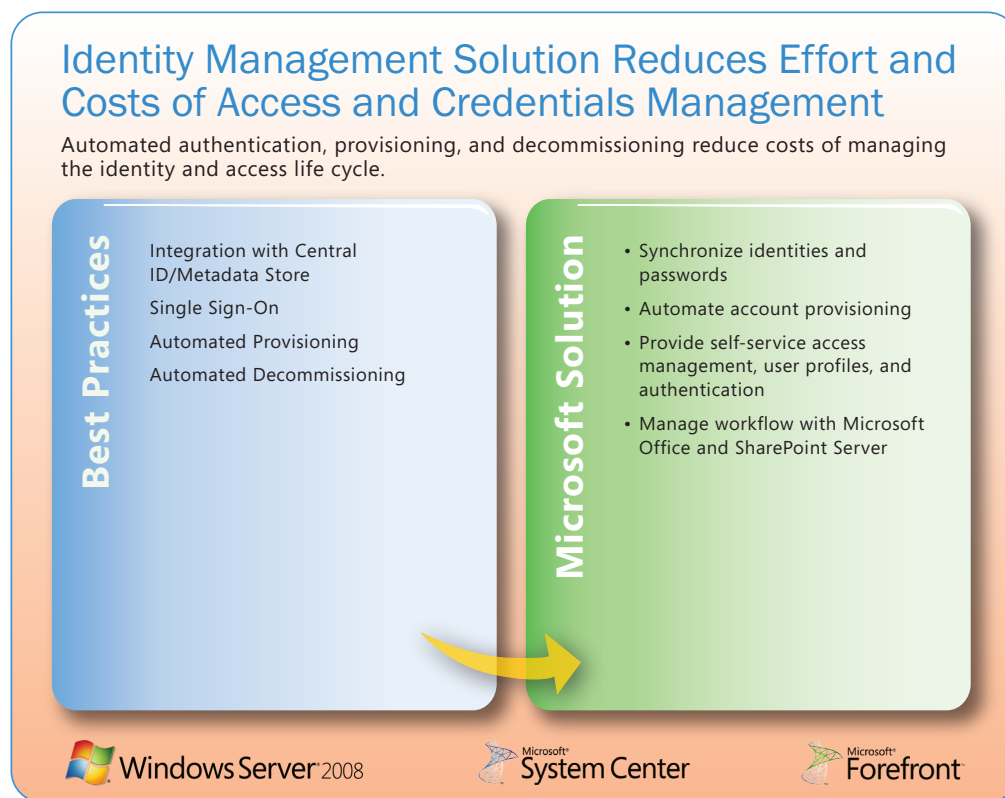 Identity Management Solution Reduces Effort and
Costs of Access and Credentials Management
Automated authentication, provisioning, and decommissioning reduce costs of managing
the identity and access life cycle.
Best Practices
Integration with Central
ID/Metadata Store
Single Sign-On
Automated Provisioning
Automated Decommissioning
Microsoft Solution
• Synchronize identities and
passwords
• Automate account provisioning
• Provide self-service access
management, user profiles, and
authentication
• Manage workflow with Microsoft
Office and SharePoint Server
Windows Server® 2008
Microsoft®
System Center
Microsoft®
Forefront™